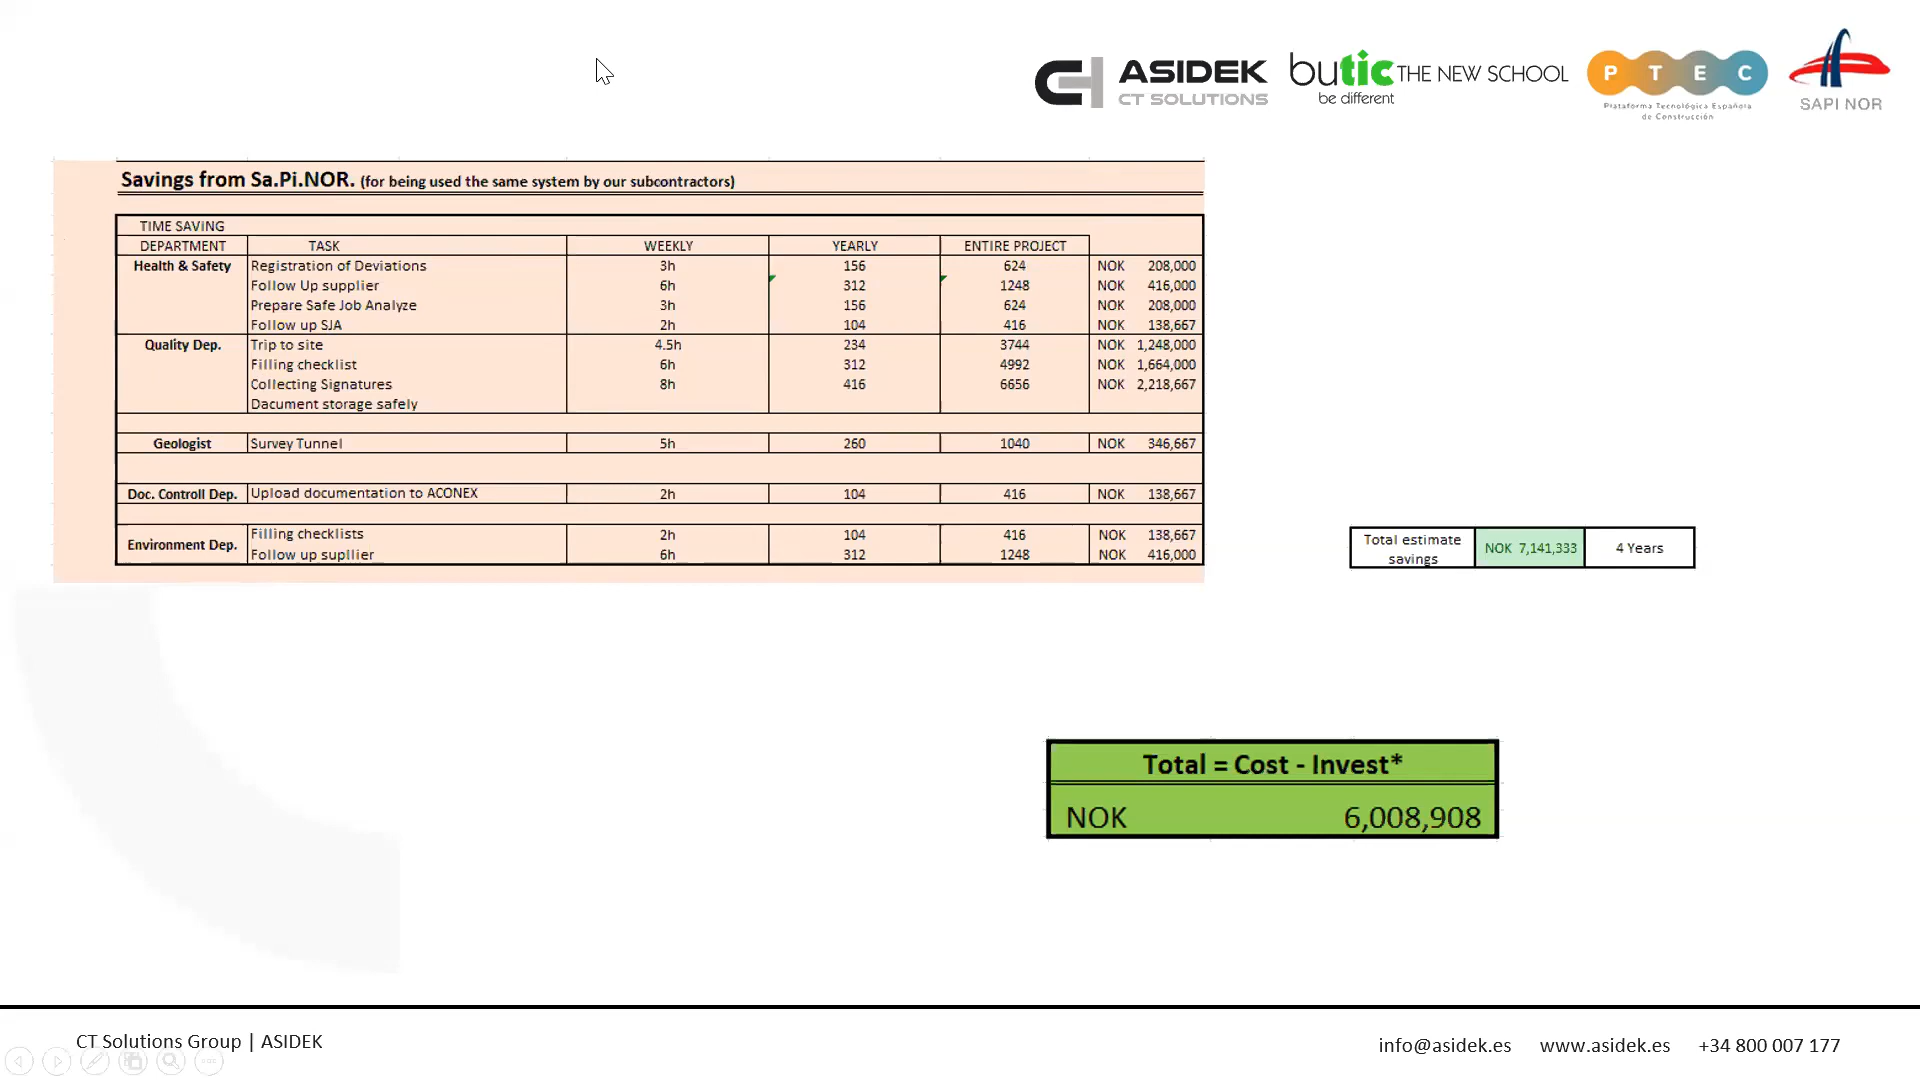 ASIDEK
CT SOLUTIONS
butic THE NEW SCHOOL
be different
P T E C
Plataforma Tecnológica Española
de Construcción
SAPI NOR
Savings from Sa.Pi.NOR. (for being used the same system by our subcontractors)
TIME SAVING
DEPARTMENT TASK WEEKLY YEARLY ENTIRE PROJECT
Health & Safety Registration of Deviations 3h 156 624 NOK 208,000
Follow Up supplier 6h 312 1248 NOK 416,000
Prepare Safe Job Analyze 3h 156 624 NOK 208,000
Follow up SJA 2h 104 416 NOK 138,667
Quality Dep. Trip to site 4.5h 234 3744 NOK 1,248,000
Filling checklist 6h 312 4992 NOK 1,664,000
Collecting Signatures 8h 416 6656 NOK 2,218,667
Dacument storage safely
Geologist Survey Tunnel 5h 260 1040 NOK 346,667
Doc. Controll Dep. Upload documentation to ACONEX 2h 104 416 NOK 138,667
Environment Dep. Filling checklists 2h 104 416 NOK 138,667
Follow up supllier 6h 312 1248 NOK 416,000
Total estimate savings NOK 7,141,333 4 Years
Total = Cost - Invest*
NOK 6,008,908
CT Solutions Group | ASIDEK
info@asidek.es www.asidek.es +34 800 007 177